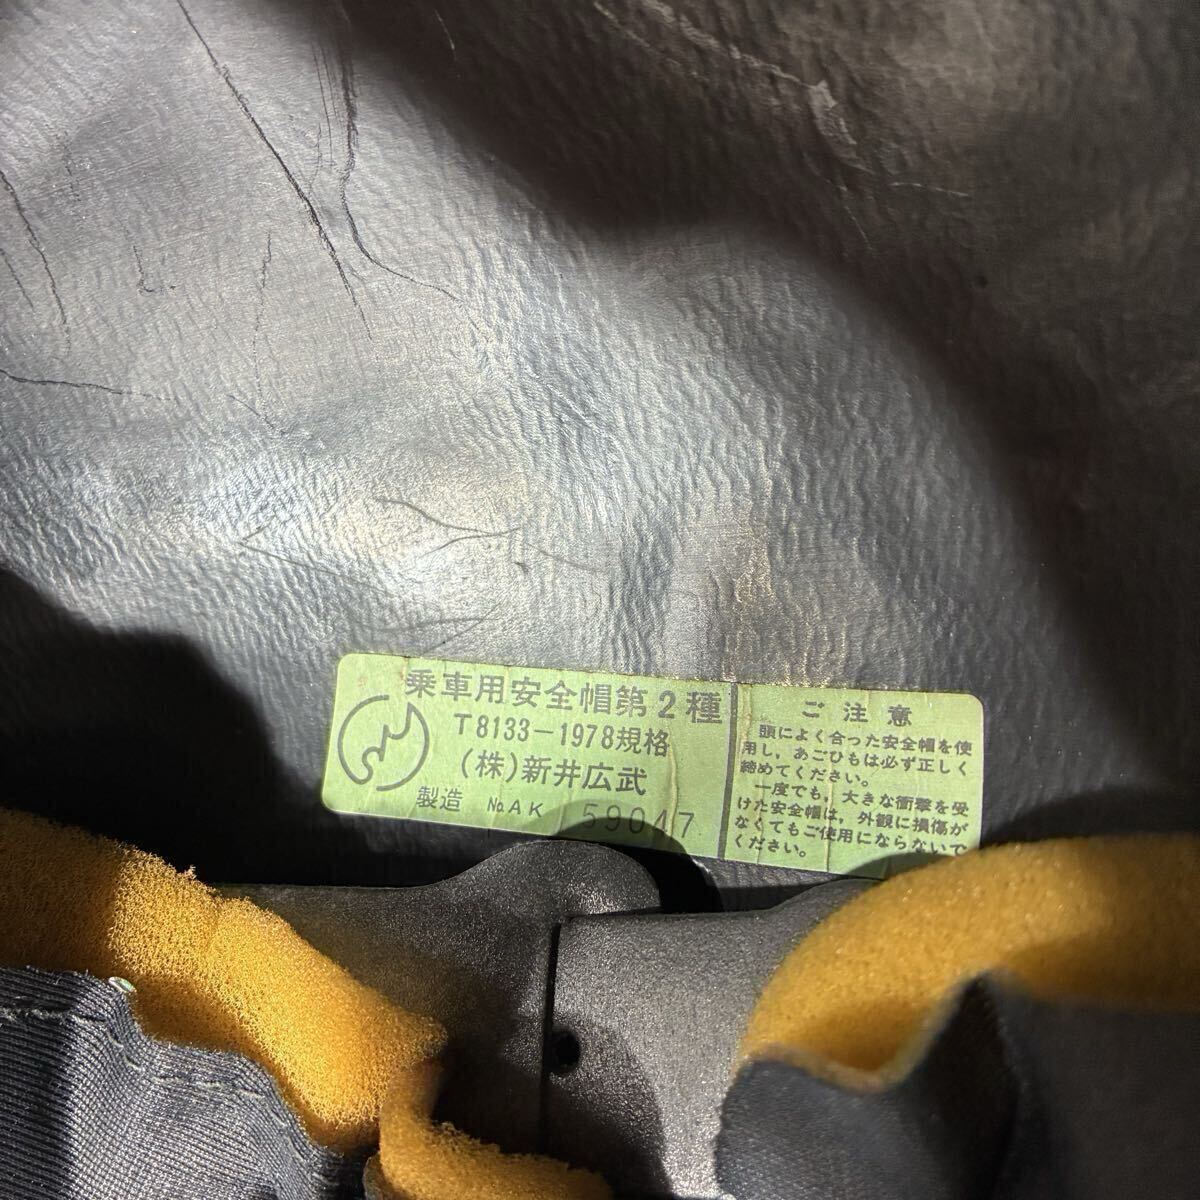 乗車用安全帽第2種
T8133-1978規格
(株)新井広武
製造 №AK 59047
ご注意
頭によく合った安全帽を使
用し,あごひもは必ず正しく
締めてください。
一度でも,大きな衝撃を受
けた安全帽は,外観に損傷が
なくてもご使用にならないで
ください。